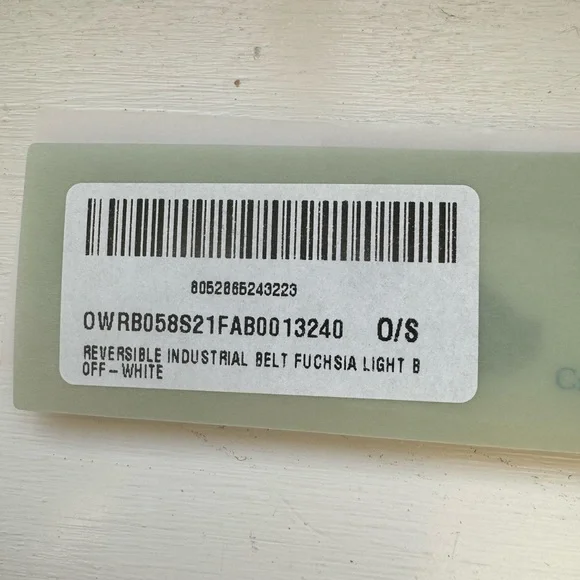 8052865243223
OWRB058S21FAB0013240 O/S
REVERSIBLE INDUSTRIAL BELT FUCHSIA LIGHT B
OFF-WHITE